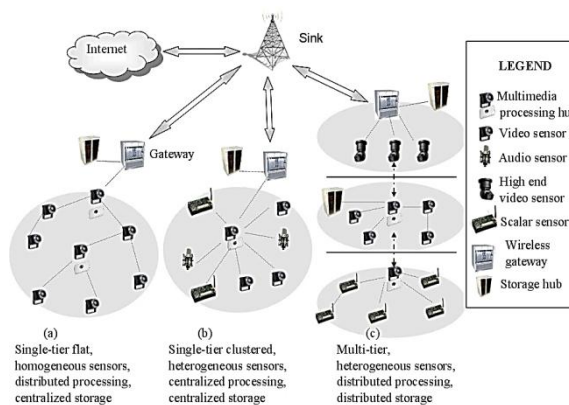 Internet
Sink
Gateway
LEGEND
Multimedia
processing hu
Video sensor
Audio sensor
High end
video sensor
Scalar sensor
Wireless
gateway
Storage hub
(a)
Single-tier flat,
homogeneous sensors,
distributed processing,
centralized storage
(b)
Single-tier clustered,
heterogeneous sensors,
centralized processing,
centralized storage
(c)
Multi-tier,
heterogeneous sensors,
distributed processing,
distributed storage